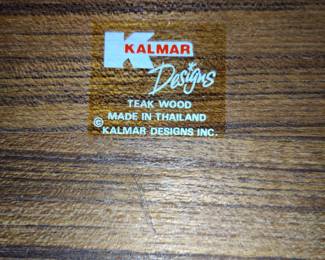 K KALMAR
Designs
TEAK WOOD
MADE IN THAILAND
© KALMAR DESIGNS INC.